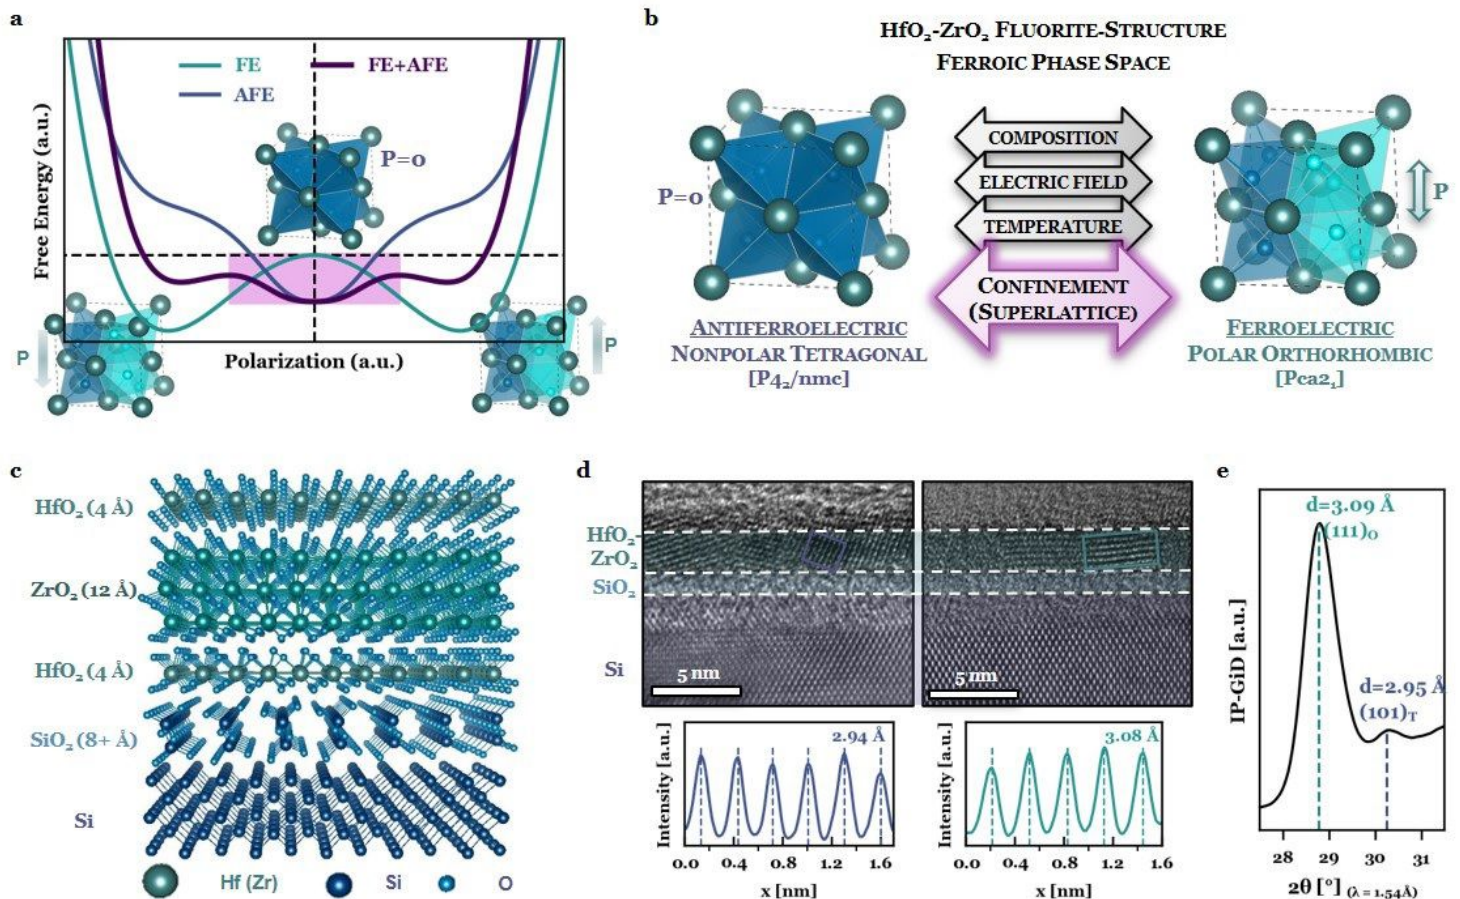 a
FE
FE+AFE
AFE
P=0
Free Energy (a.u.)
P
P
Polarization (a.u.)
b
HfO₂-ZrO₂ FLUORITE-STRUCTURE
FERROIC PHASE SPACE
COMPOSITION
ELECTRIC FIELD
TEMPERATURE
CONFINEMENT
(SUPERLATTICE)
P=0
P
ANTIFERROELECTRIC
NONPOLAR TETRAGONAL
[P4₂/nmc]
FERROELECTRIC
POLAR ORTHORHOMBIC
[Pca2₁]
c
HfO₂ (4 Å)
ZrO₂ (12 Å)
HfO₂ (4 Å)
SiO₂ (8+ Å)
Si
Hf (Zr) Si O
d
HfO₂-
ZrO₂
SiO₂
Si
5 nm
5 nm
Intensity [a.u.]
2.94 Å
0.0 0.4 0.8 1.2 1.6
x [nm]
Intensity [a.u.]
3.08 Å
0.0 0.4 0.8 1.2 1.6
x [nm]
e
d=3.09 Å
(111)O
d=2.95 Å
(101)T
IP-GiD [a.u.]
28 29 30 31
2θ [°] (λ = 1.54Å)